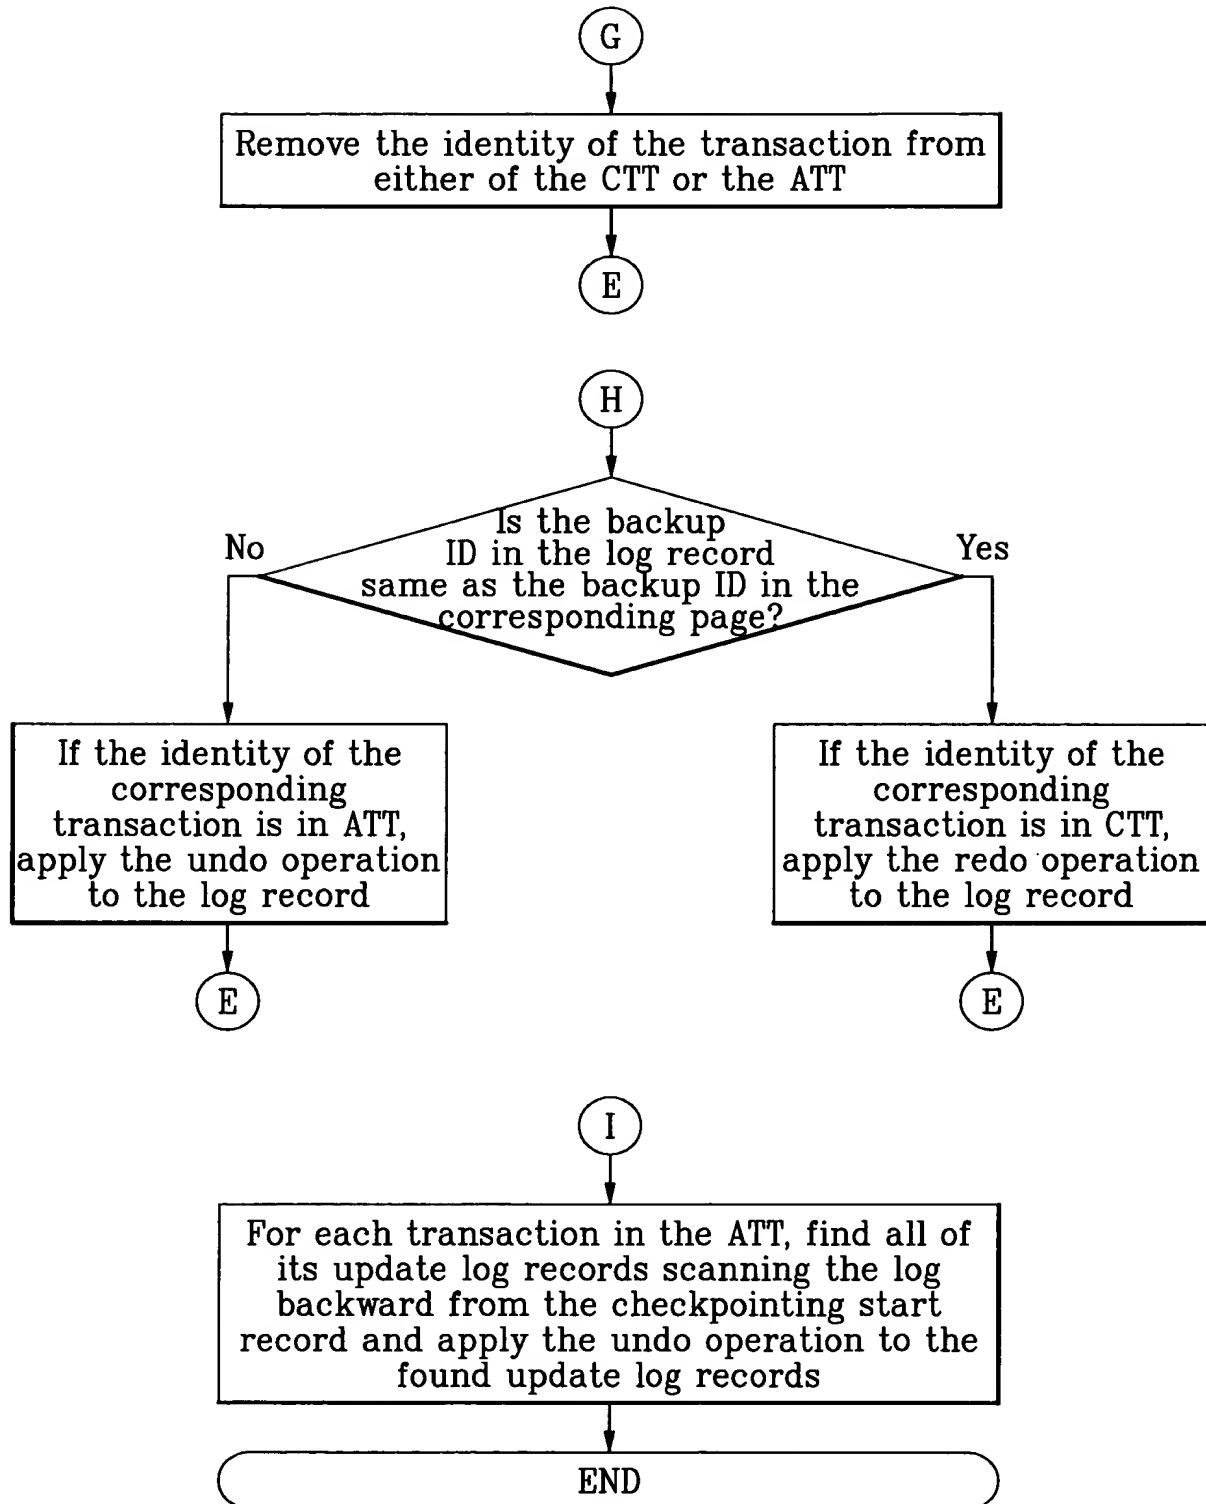 G
Remove the identity of the transaction from
either of the CTT or the ATT
E
H
Is the backup
ID in the log record
same as the backup ID in the
corresponding page?
No
Yes
If the identity of the
corresponding
transaction is in ATT,
apply the undo operation
to the log record
E
If the identity of the
corresponding
transaction is in CTT,
apply the redo operation
to the log record
E
I
For each transaction in the ATT, find all of
its update log records scanning the log
backward from the checkpointing start
record and apply the undo operation to the
found update log records
END